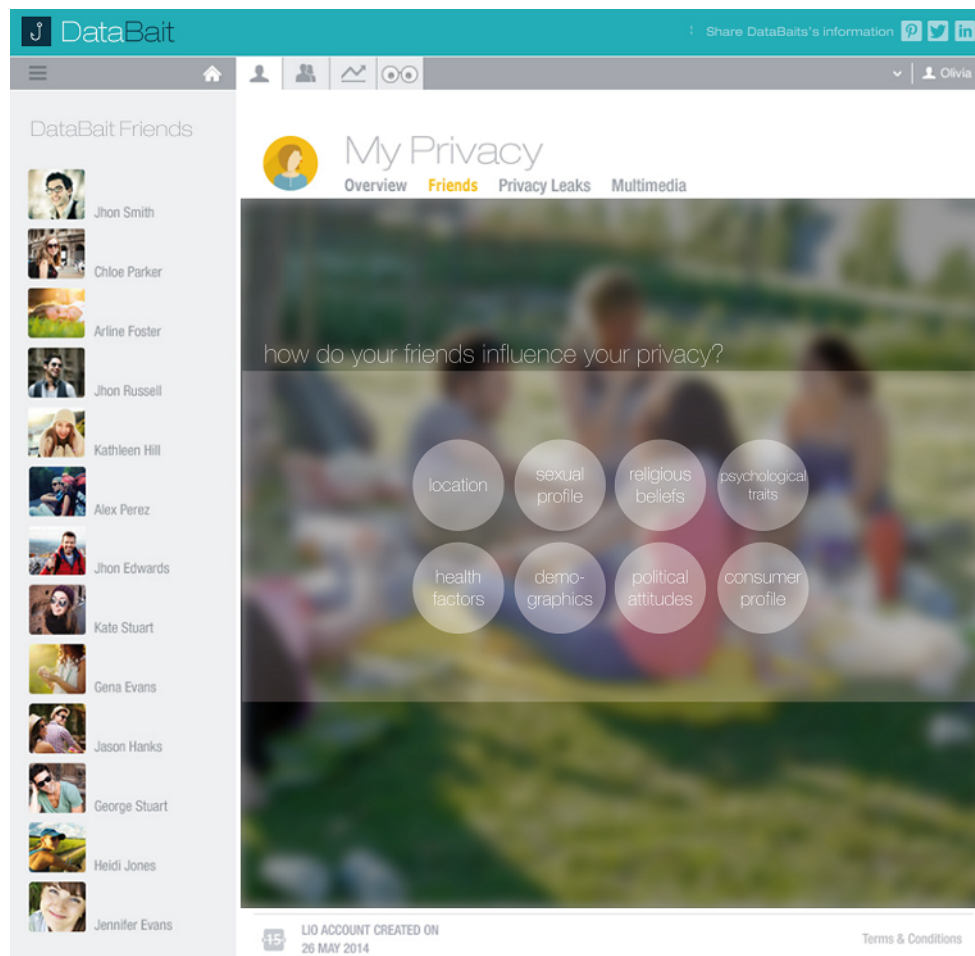 DataBait
Share DataBaits's information
Olivia
DataBait Friends
Jhon Smith
Chloe Parker
Arline Foster
Jhon Russell
Kathleen Hill
Alex Perez
Jhon Edwards
Kate Stuart
Gena Evans
Jason Hanks
George Stuart
Heidi Jones
Jennifer Evans
My Privacy
Overview Friends Privacy Leaks Multimedia
how do your friends influence your privacy?
location
sexual
profile
religious
beliefs
psychological
traits
health
factors
demo-
graphics
political
attitudes
consumer
profile
15
LIO ACCOUNT CREATED ON
26 MAY 2014
Terms & Conditions